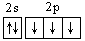 2s 2p
↑↓ ↓ ↓ ↓